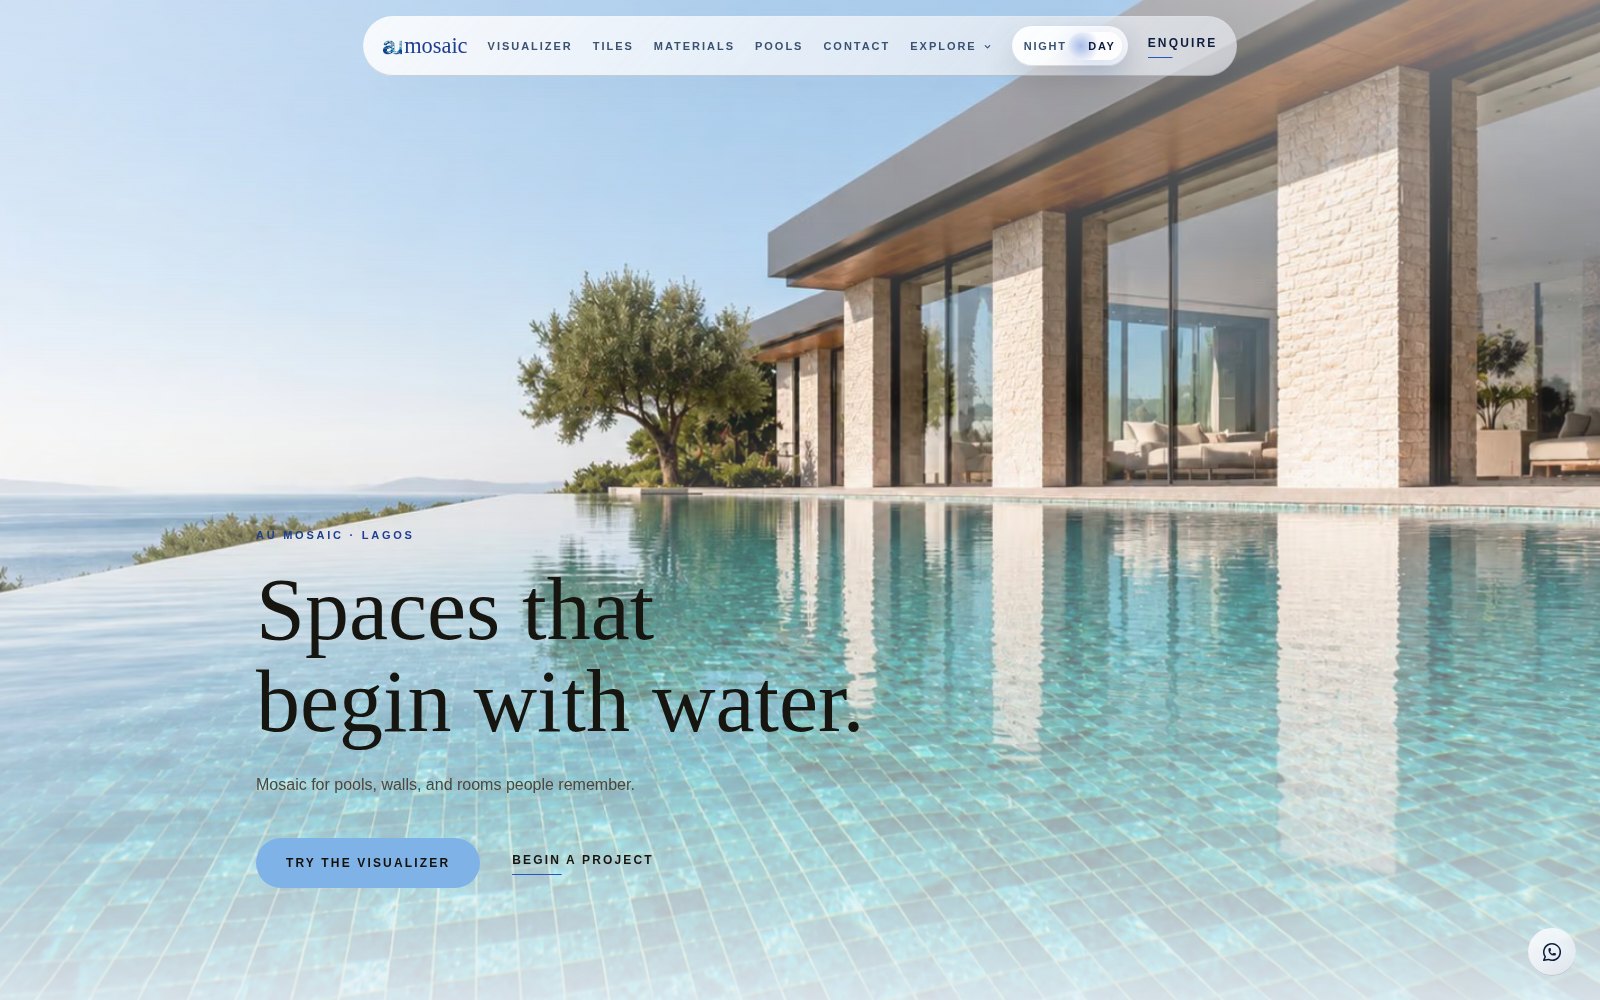 aumosaic
VISUALIZER
TILES
MATERIALS
POOLS
CONTACT
EXPLORE
NIGHT
DAY
ENQUIRE
AU MOSAIC · LAGOS
Spaces that
begin with water.
Mosaic for pools, walls, and rooms people remember.
TRY THE VISUALIZER
BEGIN A PROJECT